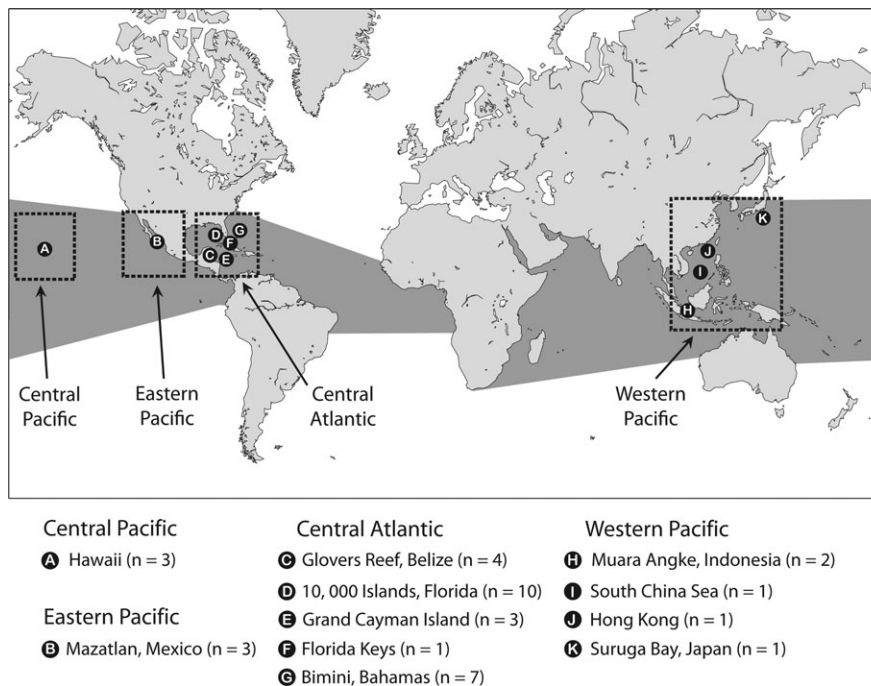 A
B
C
D
E
F
G
H
I
J
K
Central
Pacific
Eastern
Pacific
Central
Atlantic
Western
Pacific
Central Pacific
A Hawaii (n = 3)
Eastern Pacific
B Mazatlan, Mexico (n = 3)
Central Atlantic
C Glovers Reef, Belize (n = 4)
D 10, 000 Islands, Florida (n = 10)
E Grand Cayman Island (n = 3)
F Florida Keys (n = 1)
G Bimini, Bahamas (n = 7)
Western Pacific
H Muara Angke, Indonesia (n = 2)
I South China Sea (n = 1)
J Hong Kong (n = 1)
K Suruga Bay, Japan (n = 1)